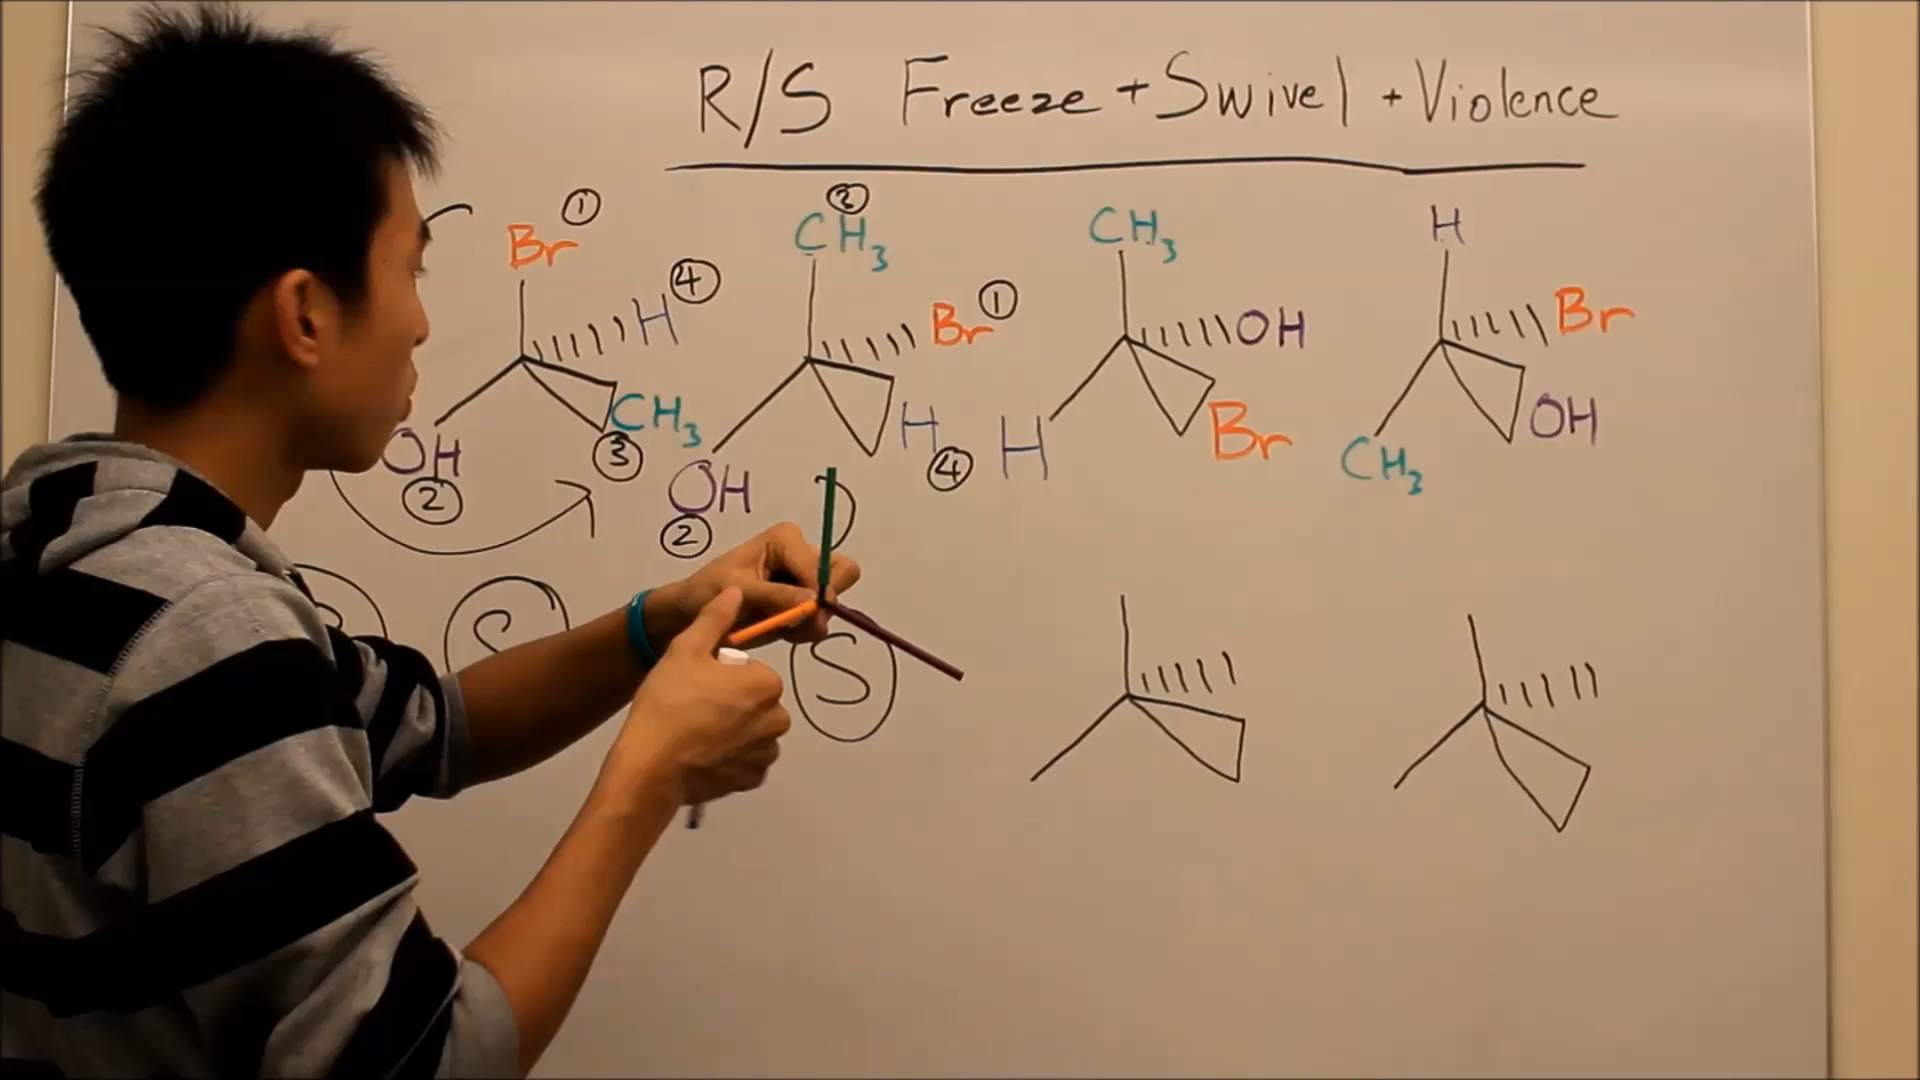 R/S Freeze + Swivel + Violence
Br ① H ④ CH₃ ③ OH ②
CH₃ ③ Br ① H ④ OH ②
CH₃ OH Br H
H Br OH CH₃
S
S